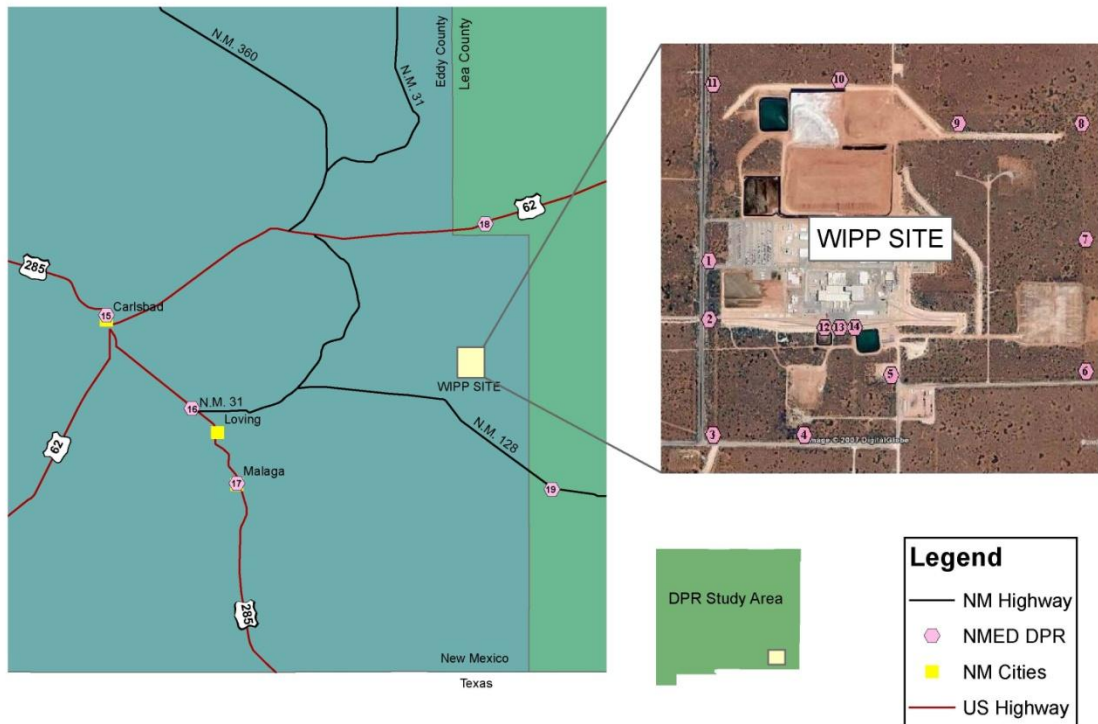 N.M. 360
N.M. 31
Eddy County
Lea County
62
18
285
Carlsbad
15
WIPP SITE
N.M. 31
16
Loving
62
N.M. 128
Malaga
17
19
285
New Mexico
Texas
11
10
9
8
WIPP SITE
7
1
2
12
13
14
5
6
3
4
Image © 2007 DigitalGlobe
DPR Study Area
Legend
NM Highway
NMED DPR
NM Cities
US Highway